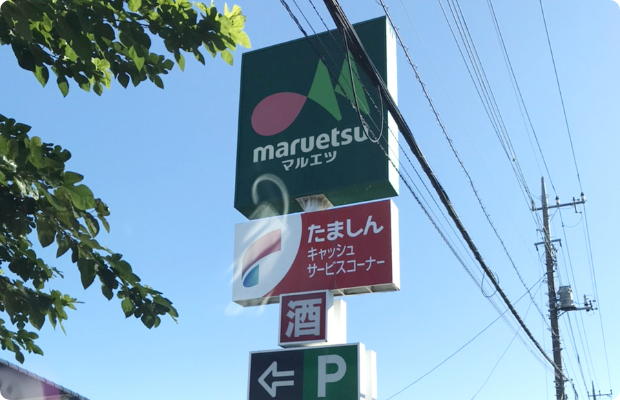 maruetsu
マルエツ
たましん
キャッシュ
サービスコーナー
酒
P